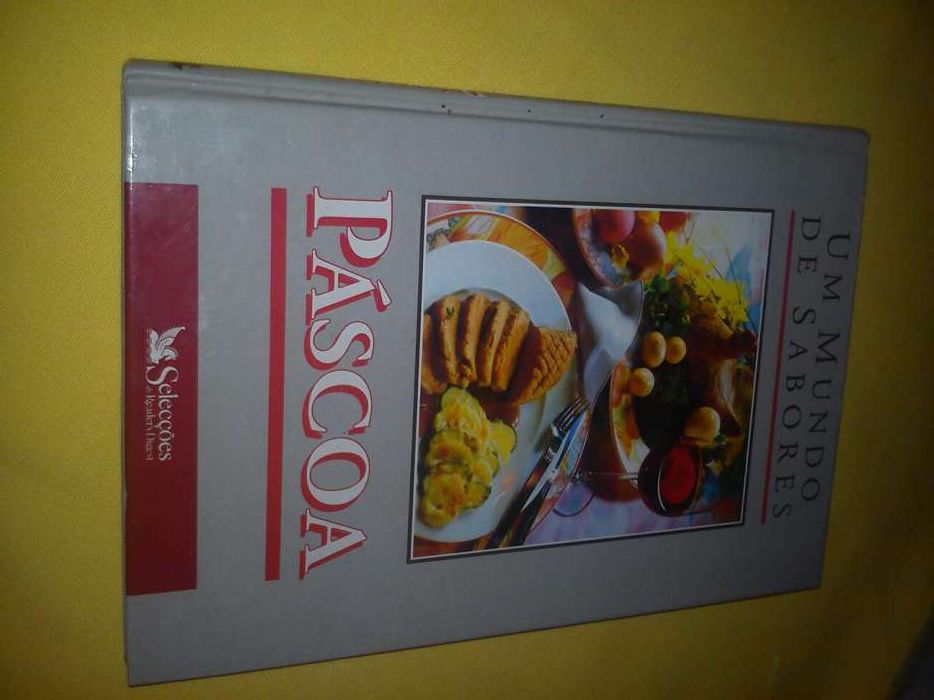 UM MUNDO
DE SABORES
PÁSCOA
Selecções
do Reader's Digest